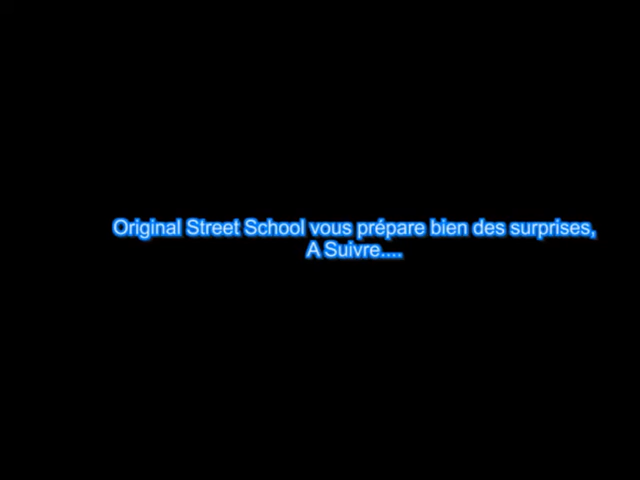 Original Street School vous prépare bien des surprises,
A Suivre....